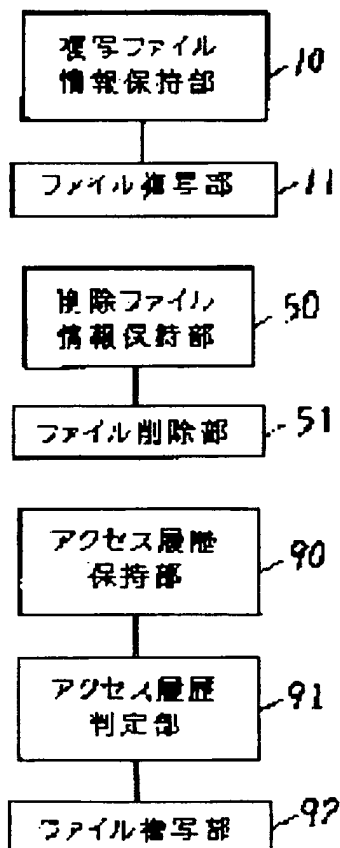 複写ファイル
情報保持部
10
ファイル複写部
11
削除ファイル
情報保持部
50
ファイル削除部
51
アクセス履歴
保持部
90
アクセス履歴
判定部
91
ファイル複写部
92